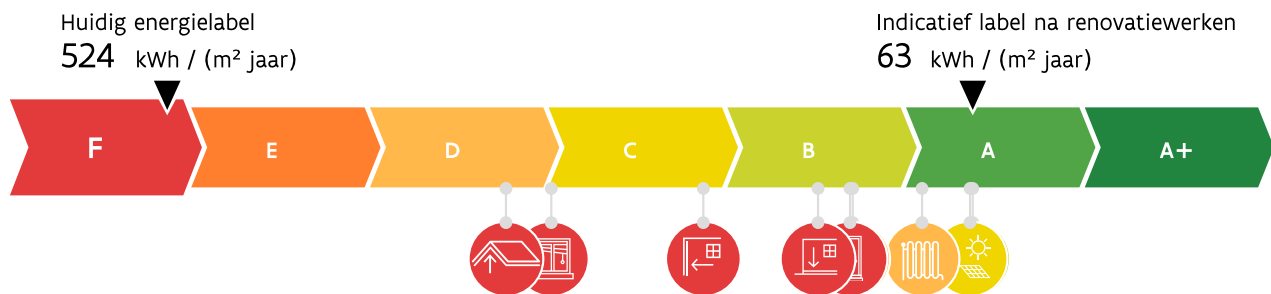 Huidig energielabel
524 kWh / (m² jaar)
Indicatief label na renovatiewerken
63 kWh / (m² jaar)
F E D C B A A+